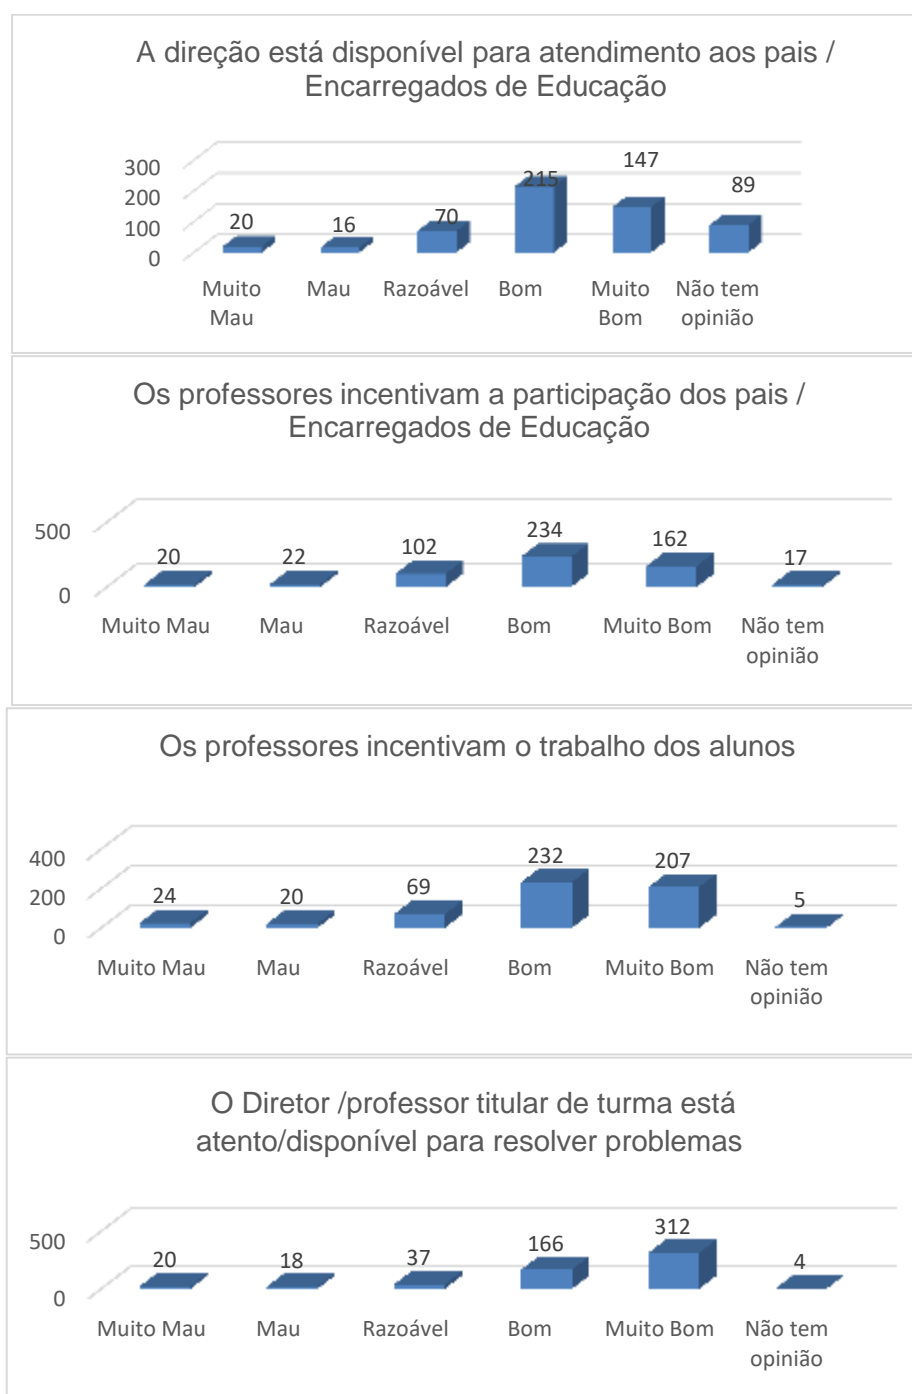 A direção está disponível para atendimento aos pais /
Encarregados de Educação
300
200
100
0
20
16
70
215
147
89
Muito
Mau
Mau
Razoável
Bom
Muito
Bom
Não tem
opinião
Os professores incentivam a participação dos pais /
Encarregados de Educação
500
0
20
22
102
234
162
17
Muito Mau
Mau
Razoável
Bom
Muito Bom
Não tem
opinião
Os professores incentivam o trabalho dos alunos
400
200
0
24
20
69
232
207
5
Muito Mau
Mau
Razoável
Bom
Muito Bom
Não tem
opinião
O Diretor /professor titular de turma está
atento/disponível para resolver problemas
500
0
20
18
37
166
312
4
Muito Mau
Mau
Razoável
Bom
Muito Bom
Não tem
opinião